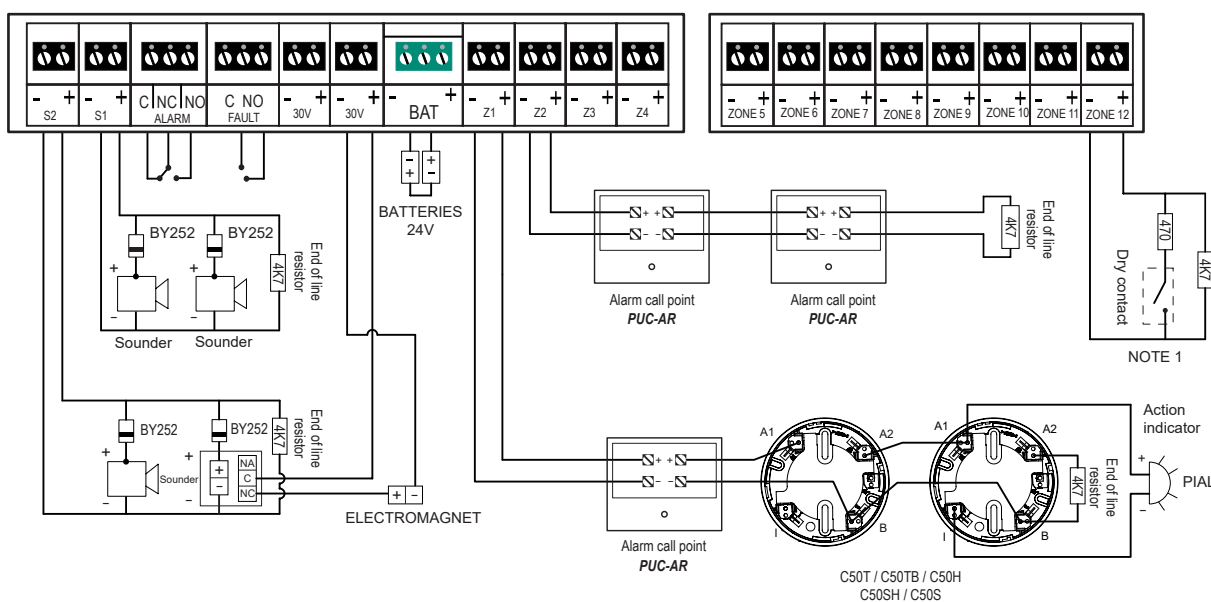 - + - + C NC NO C NO - + - + - + - + - + - + - +
S2 S1 ALARM FAULT 30V 30V BAT Z1 Z2 Z3 Z4
- + - + - + - + - + - + - + - +
ZONE 5 ZONE 6 ZONE 7 ZONE 8 ZONE 9 ZONE 10 ZONE 11 ZONE 12
- + + -
+ - + -
BATTERIES
24V
BY252 BY252
+ +
- -
Sounder Sounder
4K7
End of line
resistor
+ + + +
- - - -
Alarm call point
PUC-AR
Alarm call point
PUC-AR
4K7
End of line
resistor
470
Dry contact
4K7
NOTE 1
BY252 BY252
4K7
End of line
resistor
+ +
- -
Sounder
+
-
NA
C
NC
+ -
ELECTROMAGNET
+ +
- -
Alarm call point
PUC-AR
A1 A2 A1 A2
I B I B
4K7
End of line
resistor
C50T / C50TB / C50H
C50SH / C50S
Action
indicator
+
-
PIAL